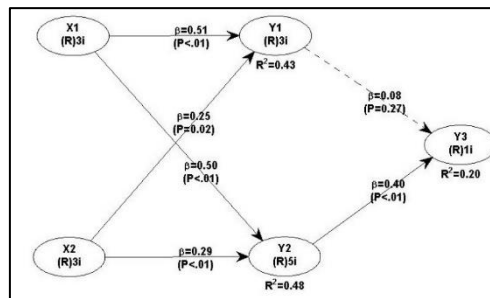 X1
(R)3i
β=0.51
(P<.01)
Y1
(R)3i
R²=0.43
β=0.08
(P=0.27)
β=0.25
(P=0.02)
Y3
(R)1i
R²=0.20
β=0.50
(P<.01)
β=0.40
(P<.01)
X2
(R)3i
β=0.29
(P<.01)
Y2
(R)5i
R²=0.48